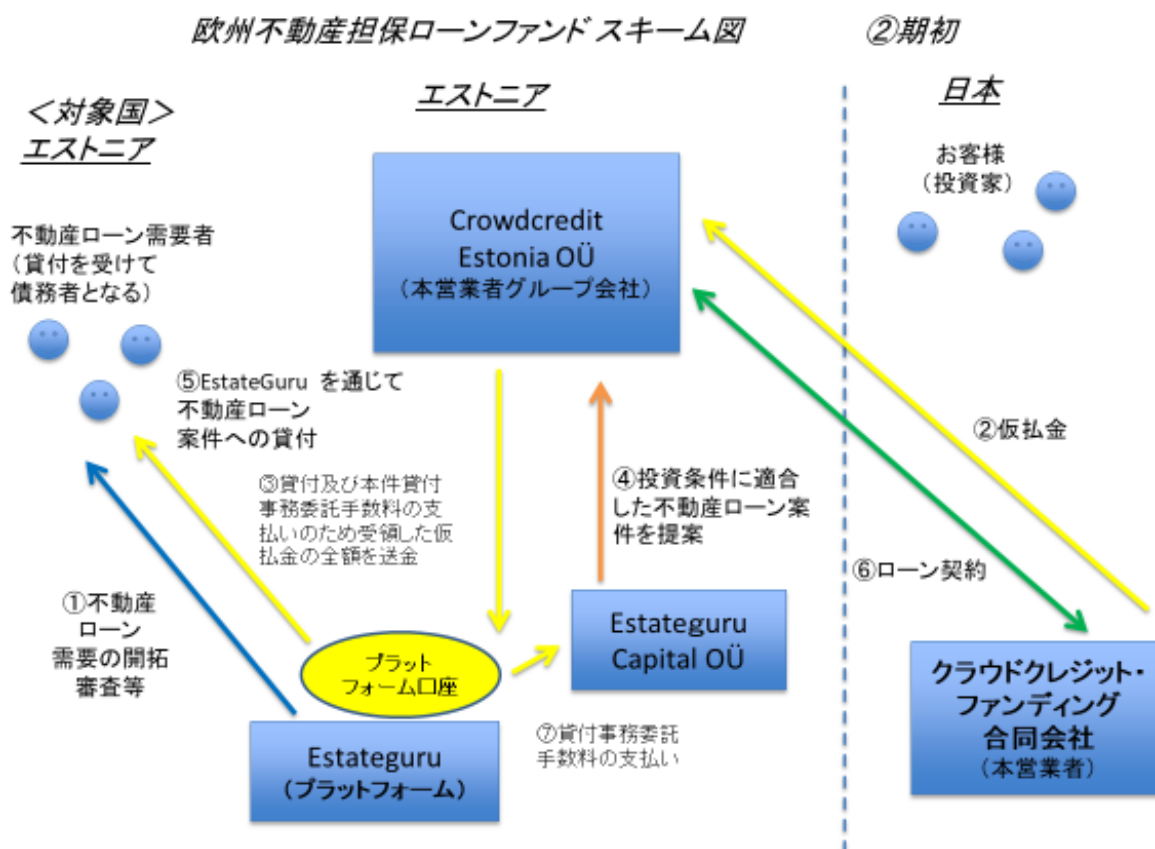 欧州不動産担保ローンファンド スキーム図
②期初
＜対象国＞
エストニア
エストニア
日本
お客様
（投資家）
不動産ローン需要者
（貸付を受けて
債務者となる）
Crowdcredit
Estonia OÜ
（本営業者グループ会社）
⑤EstateGuru を通じて
不動産ローン
案件への貸付
③貸付及び本件貸付
事務委託手数料の支
払いのため受領した仮
払金の全額を送金
④投資条件に適合
した不動産ローン案
件を提案
②仮払金
⑥ローン契約
①不動産
ローン
需要の開拓
審査等
プラット
フォーム口座
Estateguru
Capital OÜ
Estateguru
（プラットフォーム）
⑦貸付事務委託
手数料の支払い
クラウドクレジット・
ファンディング
合同会社
（本営業者）